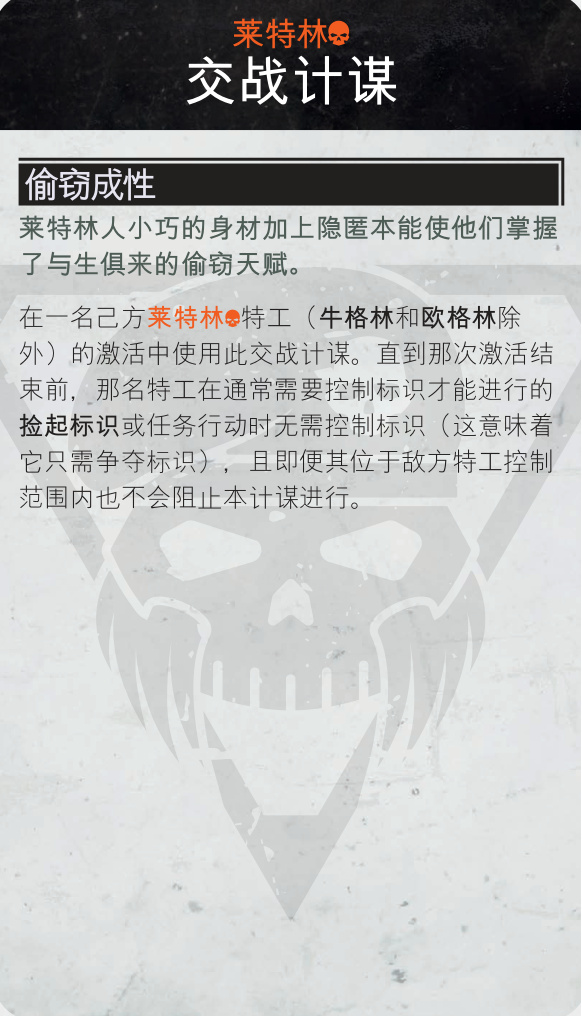 莱特林
交战计谋
偷窃成性
莱特林人小巧的身材加上隐匿本能使他们掌握
了与生俱来的偷窃天赋。
在一名己方莱特林特工（牛格林和欧格林除
外）的激活中使用此交战计谋。直到那次激活结
束前，那名特工在通常需要控制标识才能进行的
捡起标识或任务行动时无需控制标识（这意味着
它只需争夺标识），且即便其位于敌方特工控制
范围内也不会阻止本计谋进行。